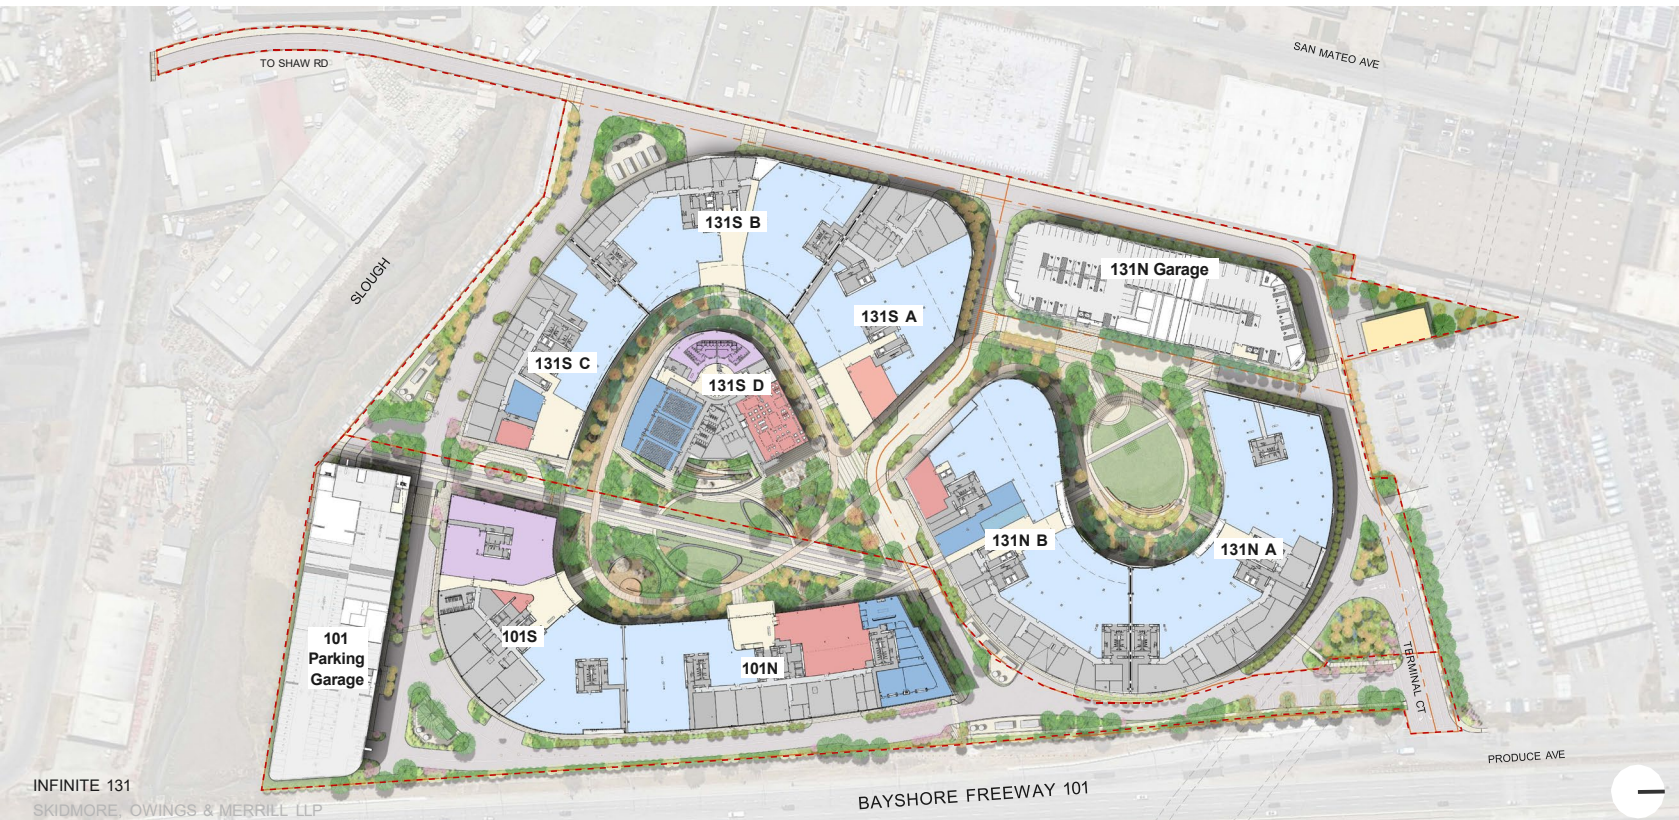 SAN MATEO AVE
TO SHAW RD
131S B
131N Garage
SLOUGH
131S A
131S C
131S D
131N B
131N A
101S
101
Parking
Garage
101N
TERMINAL CT
PRODUCE AVE
INFINITE 131
BAYSHORE FREEWAY 101
SKIDMORE, OWINGS & MERRILL LLP